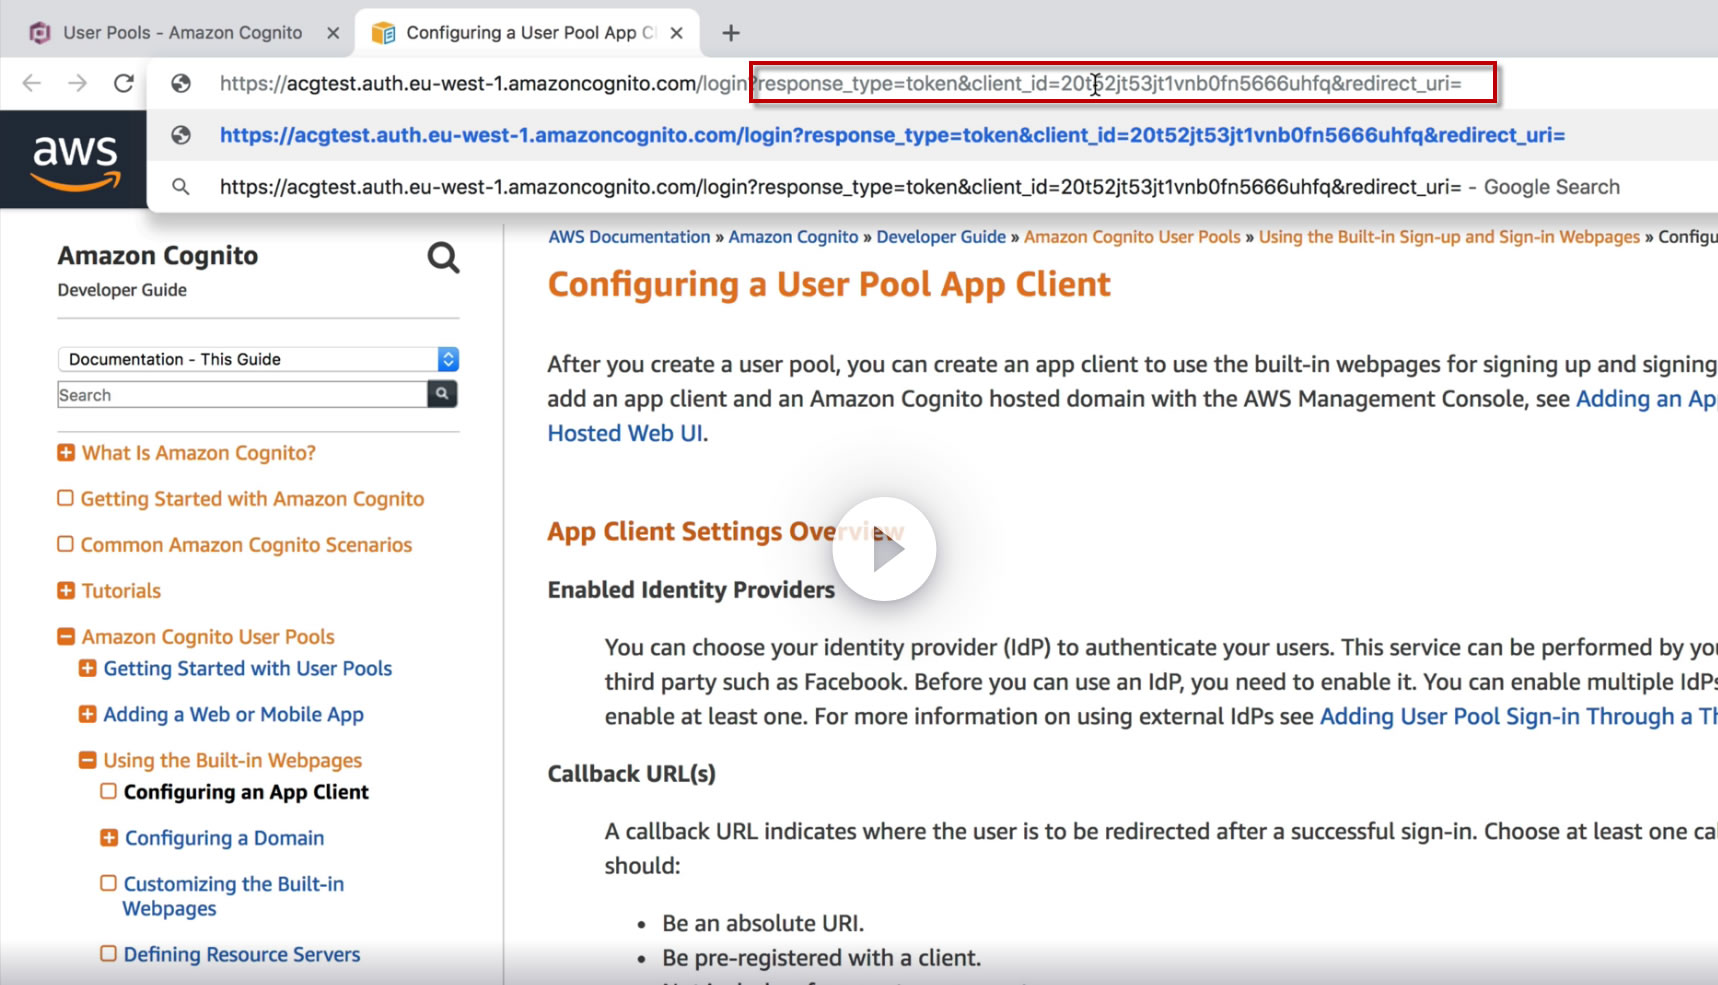 User Pools - Amazon Cognito
Configuring a User Pool App Cl
https://acgtest.auth.eu-west-1.amazoncognito.com/login?response_type=token&client_id=20t52jt53jt1vnb0fn5666uhfq&redirect_uri=
https://acgtest.auth.eu-west-1.amazoncognito.com/login?response_type=token&client_id=20t52jt53jt1vnb0fn5666uhfq&redirect_uri=
https://acgtest.auth.eu-west-1.amazoncognito.com/login?response_type=token&client_id=20t52jt53jt1vnb0fn5666uhfq&redirect_uri= - Google Search
aws
Amazon Cognito
Developer Guide
Documentation - This Guide
Search
What Is Amazon Cognito?
Getting Started with Amazon Cognito
Common Amazon Cognito Scenarios
Tutorials
Amazon Cognito User Pools
Getting Started with User Pools
Adding a Web or Mobile App
Using the Built-in Webpages
Configuring an App Client
Configuring a Domain
Customizing the Built-in
Webpages
Defining Resource Servers
AWS Documentation » Amazon Cognito » Developer Guide » Amazon Cognito User Pools » Using the Built-in Sign-up and Sign-in Webpages » Configu
Configuring a User Pool App Client
After you create a user pool, you can create an app client to use the built-in webpages for signing up and signing
add an app client and an Amazon Cognito hosted domain with the AWS Management Console, see Adding an Ap
Hosted Web UI.
App Client Settings Overview
Enabled Identity Providers
You can choose your identity provider (IdP) to authenticate your users. This service can be performed by you
third party such as Facebook. Before you can use an IdP, you need to enable it. You can enable multiple IdPs
enable at least one. For more information on using external IdPs see Adding User Pool Sign-in Through a Th
Callback URL(s)
A callback URL indicates where the user is to be redirected after a successful sign-in. Choose at least one cal
should:
• Be an absolute URI.
• Be pre-registered with a client.